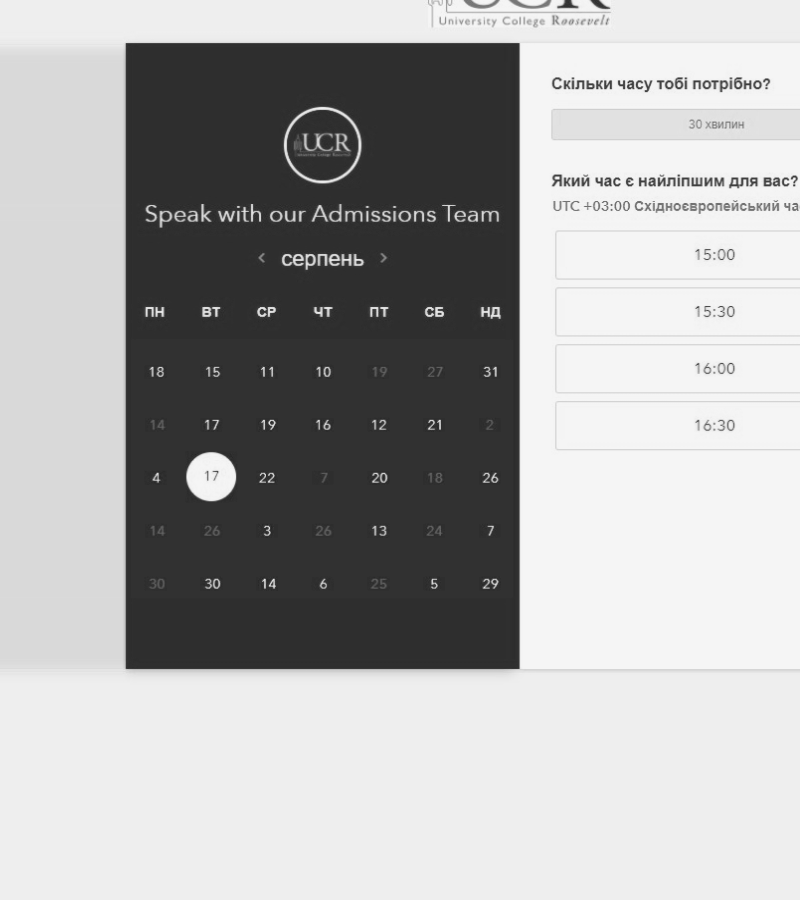 UCR
University College Roosevelt
UCR
Speak with our Admissions Team
< серпень >
ПН ВТ СР ЧТ ПТ СБ НД
18 15 11 10 19 27 31
14 17 19 16 12 21 2
4 17 22 7 20 18 26
14 26 3 26 13 24 7
30 30 14 6 25 5 29
Скільки часу тобі потрібно?
30 хвилин
Який час є найліпшим для вас?
UTC +03:00 Східноєвропейський ча
15:00
15:30
16:00
16:30